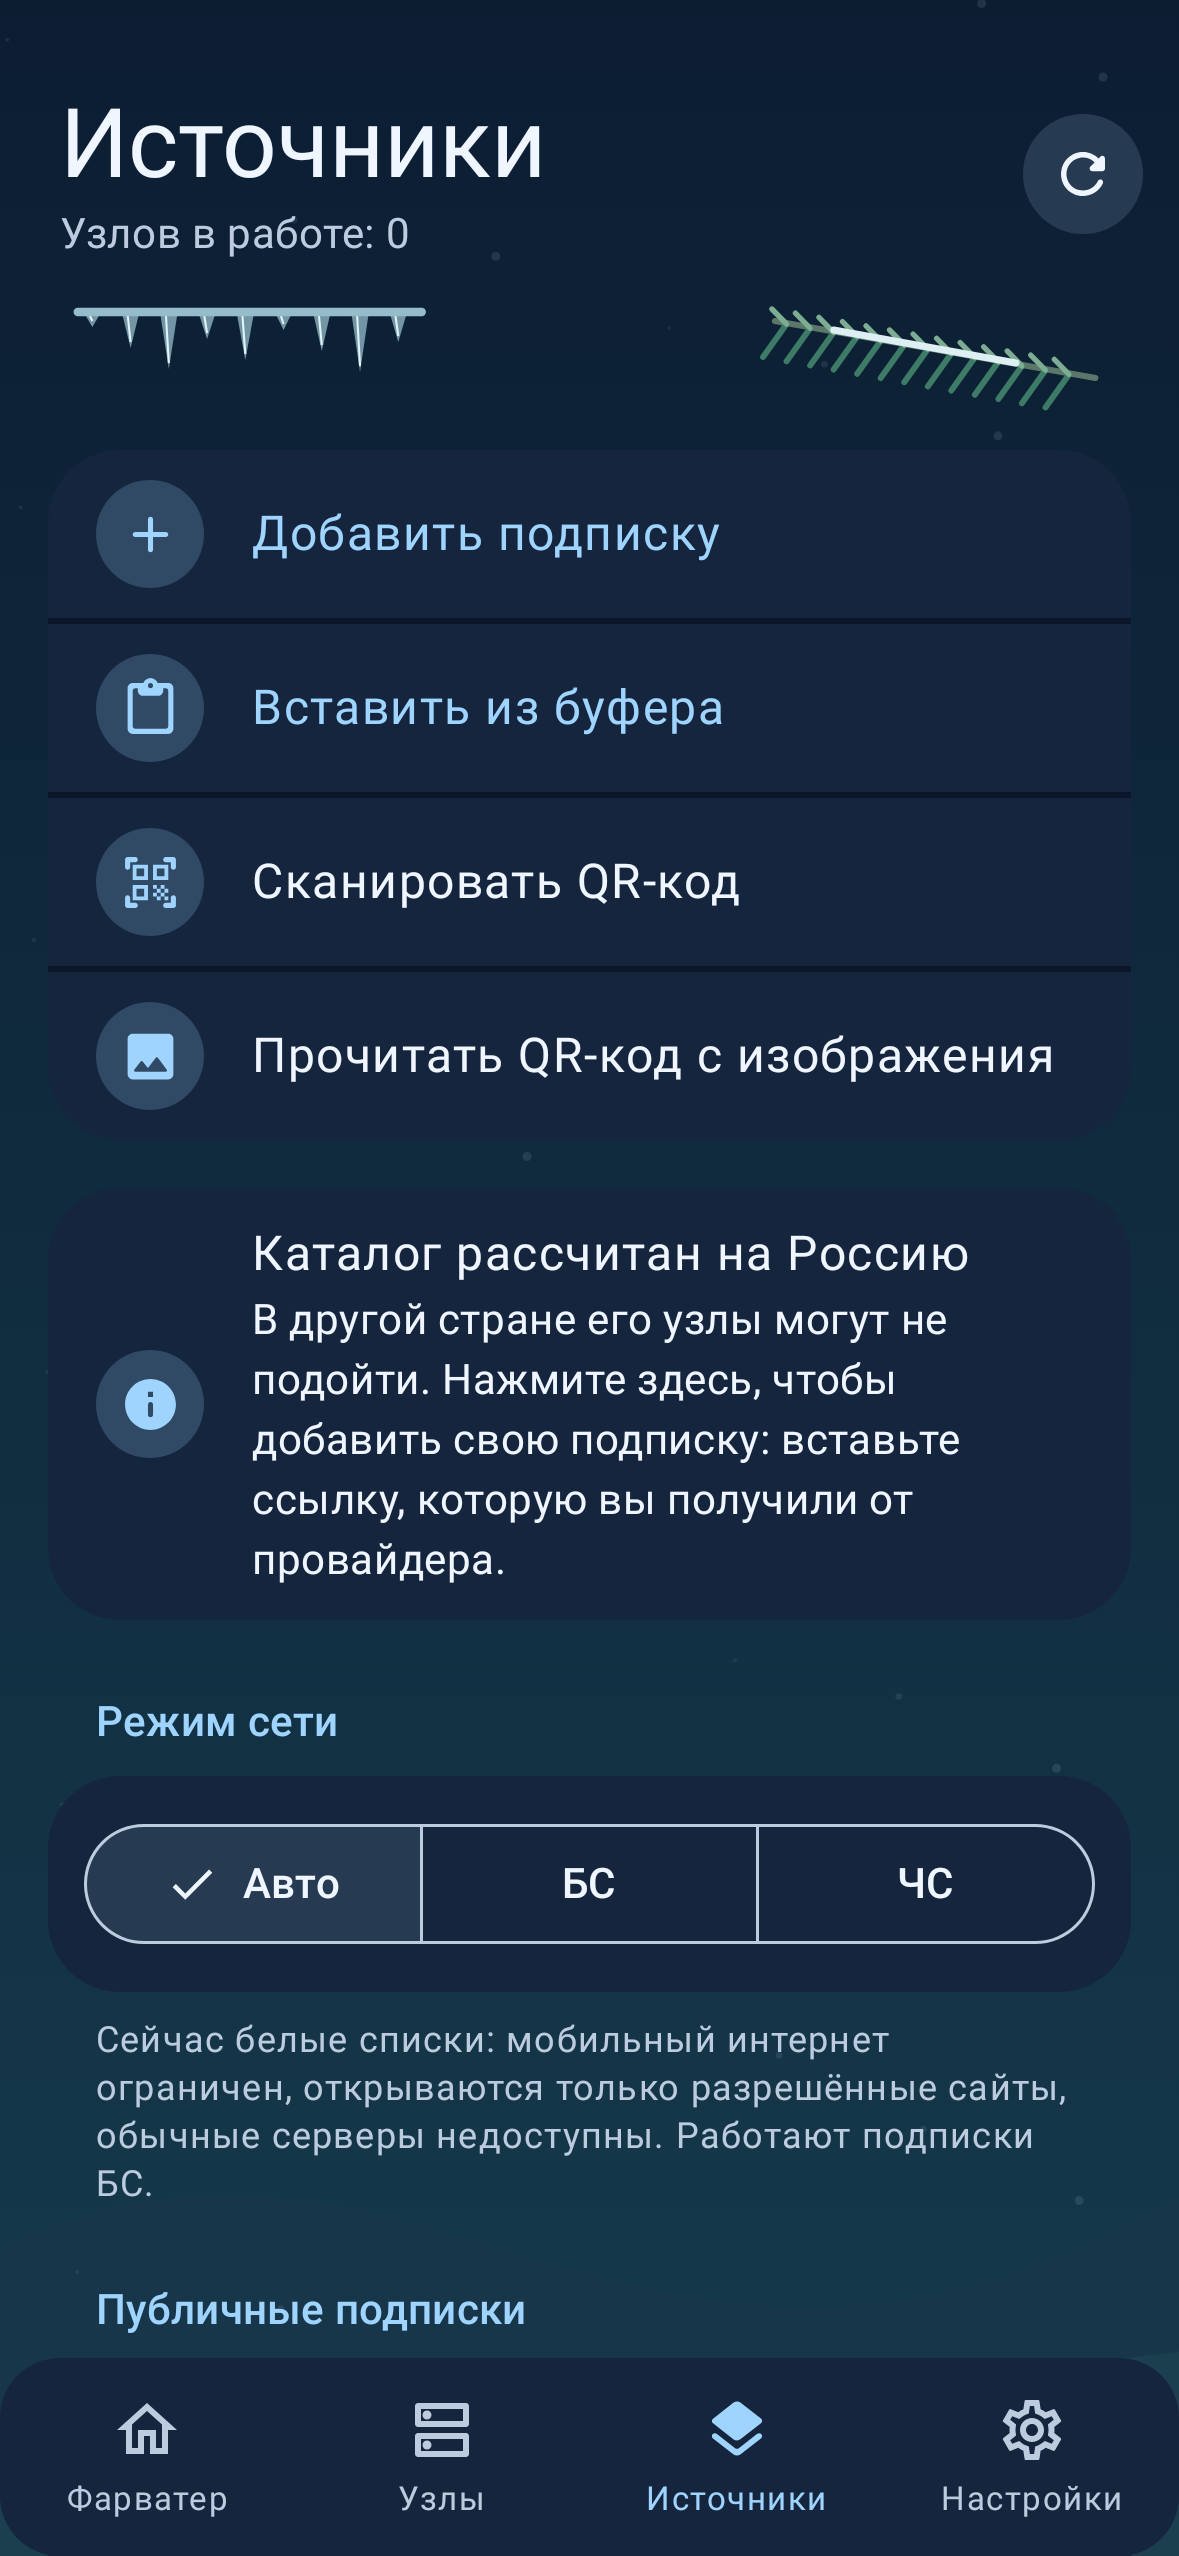 Источники
Узлов в работе: 0
Добавить подписку
Вставить из буфера
Сканировать QR-код
Прочитать QR-код с изображения
Каталог рассчитан на Россию
В другой стране его узлы могут не
подойти. Нажмите здесь, чтобы
добавить свою подписку: вставьте
ссылку, которую вы получили от
провайдера.
Режим сети
Авто
БС
ЧС
Сейчас белые списки: мобильный интернет
ограничен, открываются только разрешённые сайты,
обычные серверы недоступны. Работают подписки
БС.
Публичные подписки
Фарватер
Узлы
Источники
Настройки